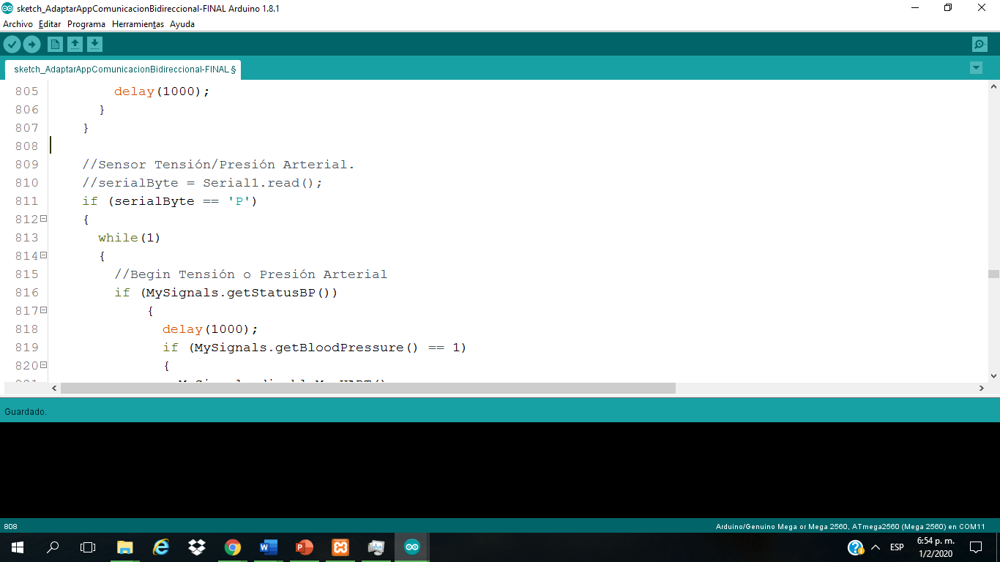 sketch_AdaptarAppComunicacionBidireccional-FINAL Arduino 1.8.1
Archivo Editar Programa Herramientas Ayuda
sketch_AdaptarAppComunicacionBidireccional-FINAL §
805 delay(1000);
806 }
807 }
808
809 //Sensor Tensión/Presión Arterial.
810 //serialByte = Serial1.read();
811 if (serialByte == 'P')
812 {
813 while(1)
814 {
815 //Begin Tensión o Presión Arterial
816 if (MySignals.getStatusBP())
817 {
818 delay(1000);
819 if (MySignals.getBloodPressure() == 1)
820 {
Guardado.
808 Arduino/Genuino Mega or Mega 2560, ATmega2560 (Mega 2560) en COM11
ESP 6:54 p. m.
1/2/2020